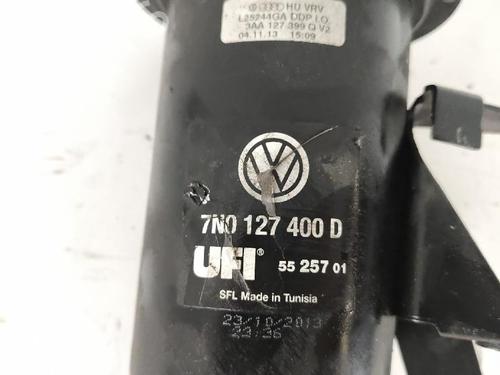 HU VRV
L25244GA DDP I.O.
3AA 127 399 Q V2
04.11.13 15:09
7N0 127 400 D
UFI 55 257 01
SFL Made in Tunisia
23/10/2013
23:36